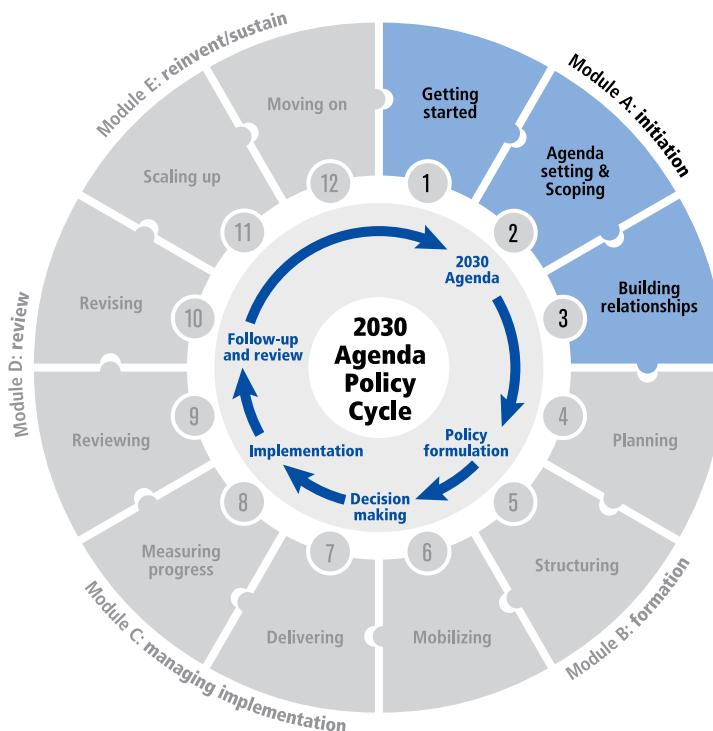 Module A: initiation
Getting
started
1
Agenda
setting &
Scoping
2
Building
relationships
3
Module B: formation
Planning
4
Structuring
5
Mobilizing
6
Module C: managing implementation
Delivering
7
Measuring
progress
8
Module D: review
Reviewing
9
Revising
10
Module E: reinvent/sustain
Scaling up
11
Moving on
12
2030
Agenda
Policy
Cycle
2030
Agenda
Policy
formulation
Decision
making
Implementation
Follow-up
and review